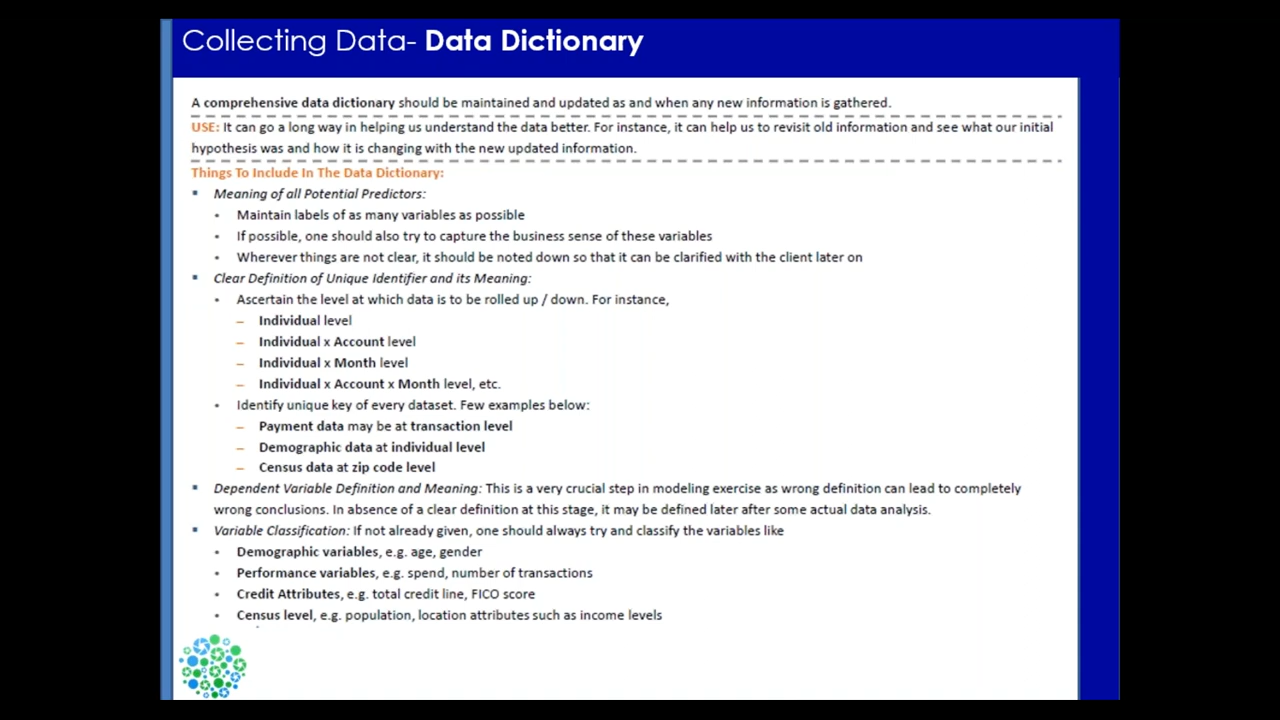 Collecting Data- Data Dictionary
A comprehensive data dictionary should be maintained and updated as and when any new information is gathered.
USE: It can go a long way in helping us understand the data better. For instance, it can help us to revisit old information and see what our initial
hypothesis was and how it is changing with the new updated information.
Things To Include In The Data Dictionary:
▪ Meaning of all Potential Predictors:
• Maintain labels of as many variables as possible
• If possible, one should also try to capture the business sense of these variables
• Wherever things are not clear, it should be noted down so that it can be clarified with the client later on
▪ Clear Definition of Unique Identifier and its Meaning:
• Ascertain the level at which data is to be rolled up / down. For instance,
– Individual level
– Individual x Account level
– Individual x Month level
– Individual x Account x Month level, etc.
• Identify unique key of every dataset. Few examples below:
– Payment data may be at transaction level
– Demographic data at individual level
– Census data at zip code level
▪ Dependent Variable Definition and Meaning: This is a very crucial step in modeling exercise as wrong definition can lead to completely
wrong conclusions. In absence of a clear definition at this stage, it may be defined later after some actual data analysis.
▪ Variable Classification: If not already given, one should always try and classify the variables like
• Demographic variables, e.g. age, gender
• Performance variables, e.g. spend, number of transactions
• Credit Attributes, e.g. total credit line, FICO score
• Census level, e.g. population, location attributes such as income levels